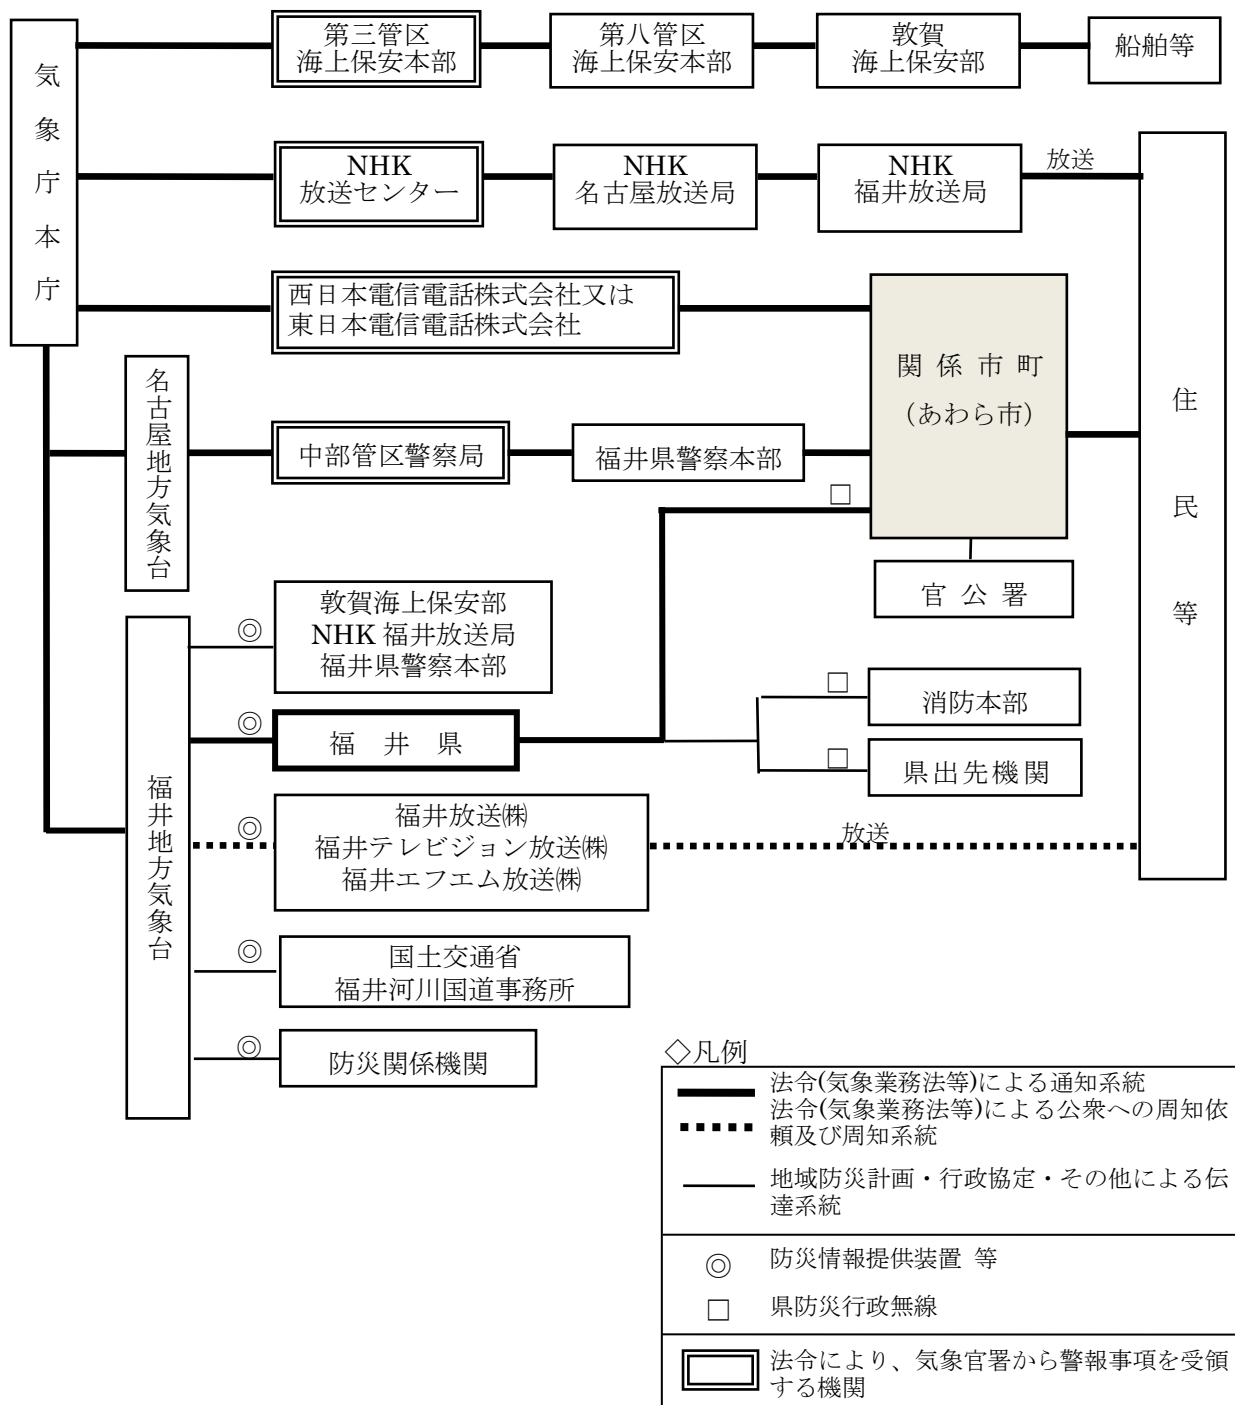 気象庁本庁
第三管区
海上保安本部
第八管区
海上保安本部
敦賀
海上保安部
船舶等
NHK
放送センター
NHK
名古屋放送局
NHK
福井放送局
放送
住民等
西日本電信電話株式会社又は
東日本電信電話株式会社
関係市町
（あわら市）
名古屋地方気象台
中部管区警察局
福井県警察本部
□
官公署
福井地方気象台
◎
敦賀海上保安部
NHK 福井放送局
福井県警察本部
◎
福井県
□
消防本部
□
県出先機関
◎
福井放送㈱
福井テレビジョン放送㈱
福井エフエム放送㈱
放送
◎
国土交通省
福井河川国道事務所
◎
防災関係機関
◇凡例
法令(気象業務法等)による通知系統
法令(気象業務法等)による公衆への周知依
頼及び周知系統
地域防災計画・行政協定・その他による伝
達系統
◎ 防災情報提供装置 等
□ 県防災行政無線
法令により、気象官署から警報事項を受領
する機関